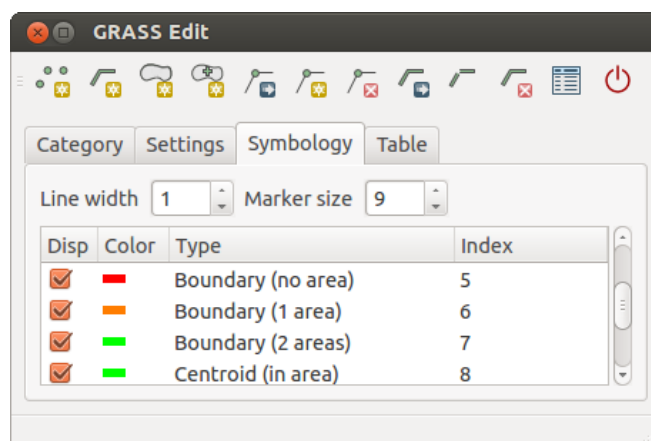 GRASS Edit
Category Settings Symbology Table
Line width 1 Marker size 9
Disp Color Type Index
Boundary (no area) 5
Boundary (1 area) 6
Boundary (2 areas) 7
Centroid (in area) 8